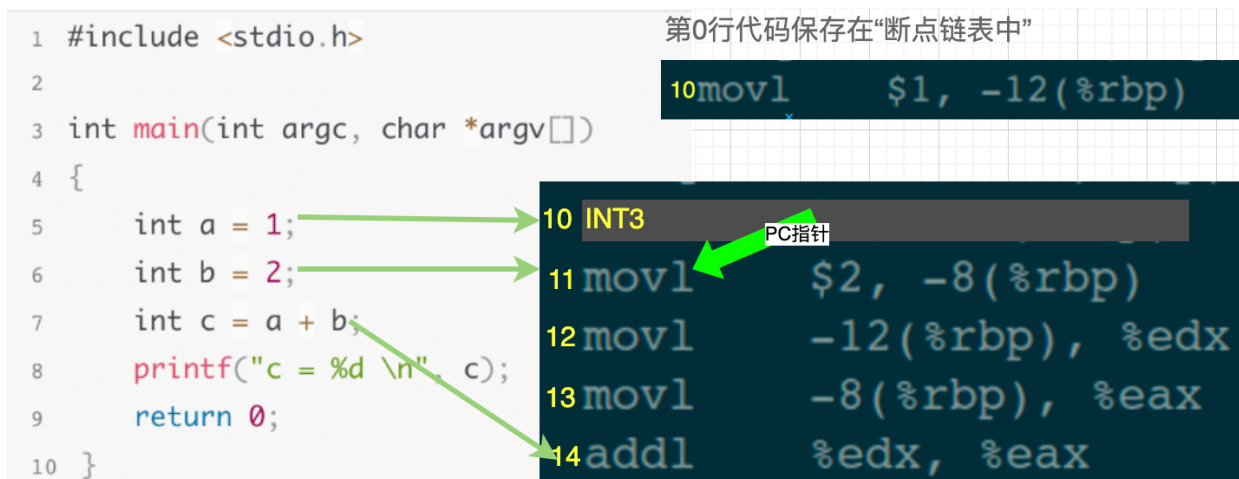 1 #include <stdio.h>
2
3 int main(int argc, char *argv[])
4 {
5 int a = 1;
6 int b = 2;
7 int c = a + b;
8 printf("c = %d \n", c);
9 return 0;
10 }
第0行代码保存在“断点链表中”
10 movl $1, -12(%rbp)
10 INT3
PC指针
11 movl $2, -8(%rbp)
12 movl -12(%rbp), %edx
13 movl -8(%rbp), %eax
14 addl %edx, %eax